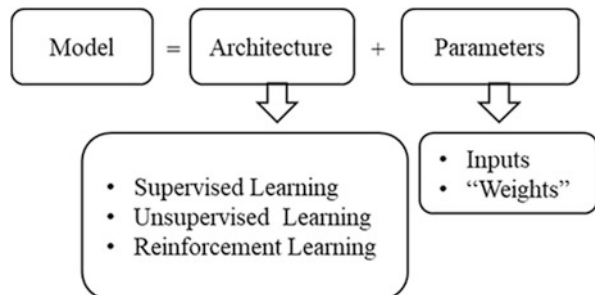 Model = Architecture + Parameters
• Supervised Learning
• Unsupervised Learning
• Reinforcement Learning
• Inputs
• “Weights”